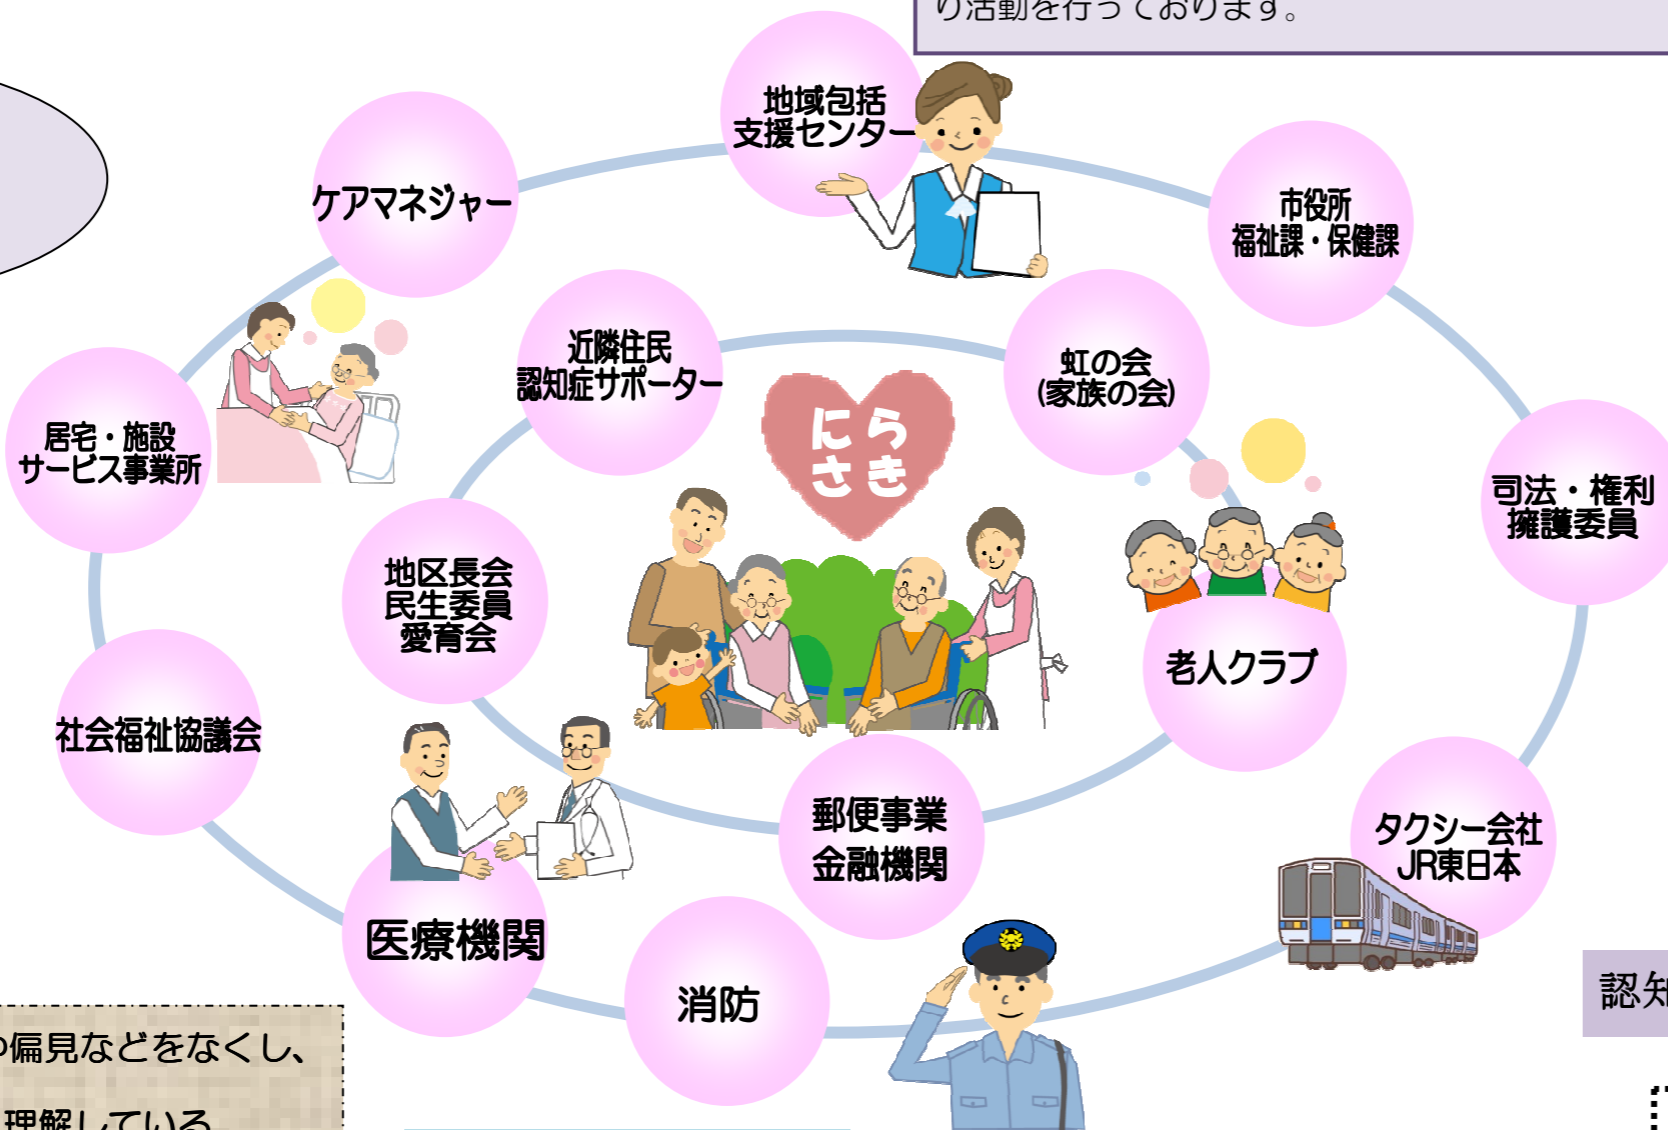 り活動を行っております。
地域包括
支援センター
ケアマネジャー
市役所
福祉課・保健課
近隣住民
認知症サポーター
虹の会
(家族の会)
にら
さき
居宅・施設
サービス事業所
司法・権利
擁護委員
地区長会
民生委員
愛育会
老人クラブ
社会福祉協議会
郵便事業
金融機関
タクシー会社
JR東日本
医療機関
消防
認知
偏見などをなくし、
理解している